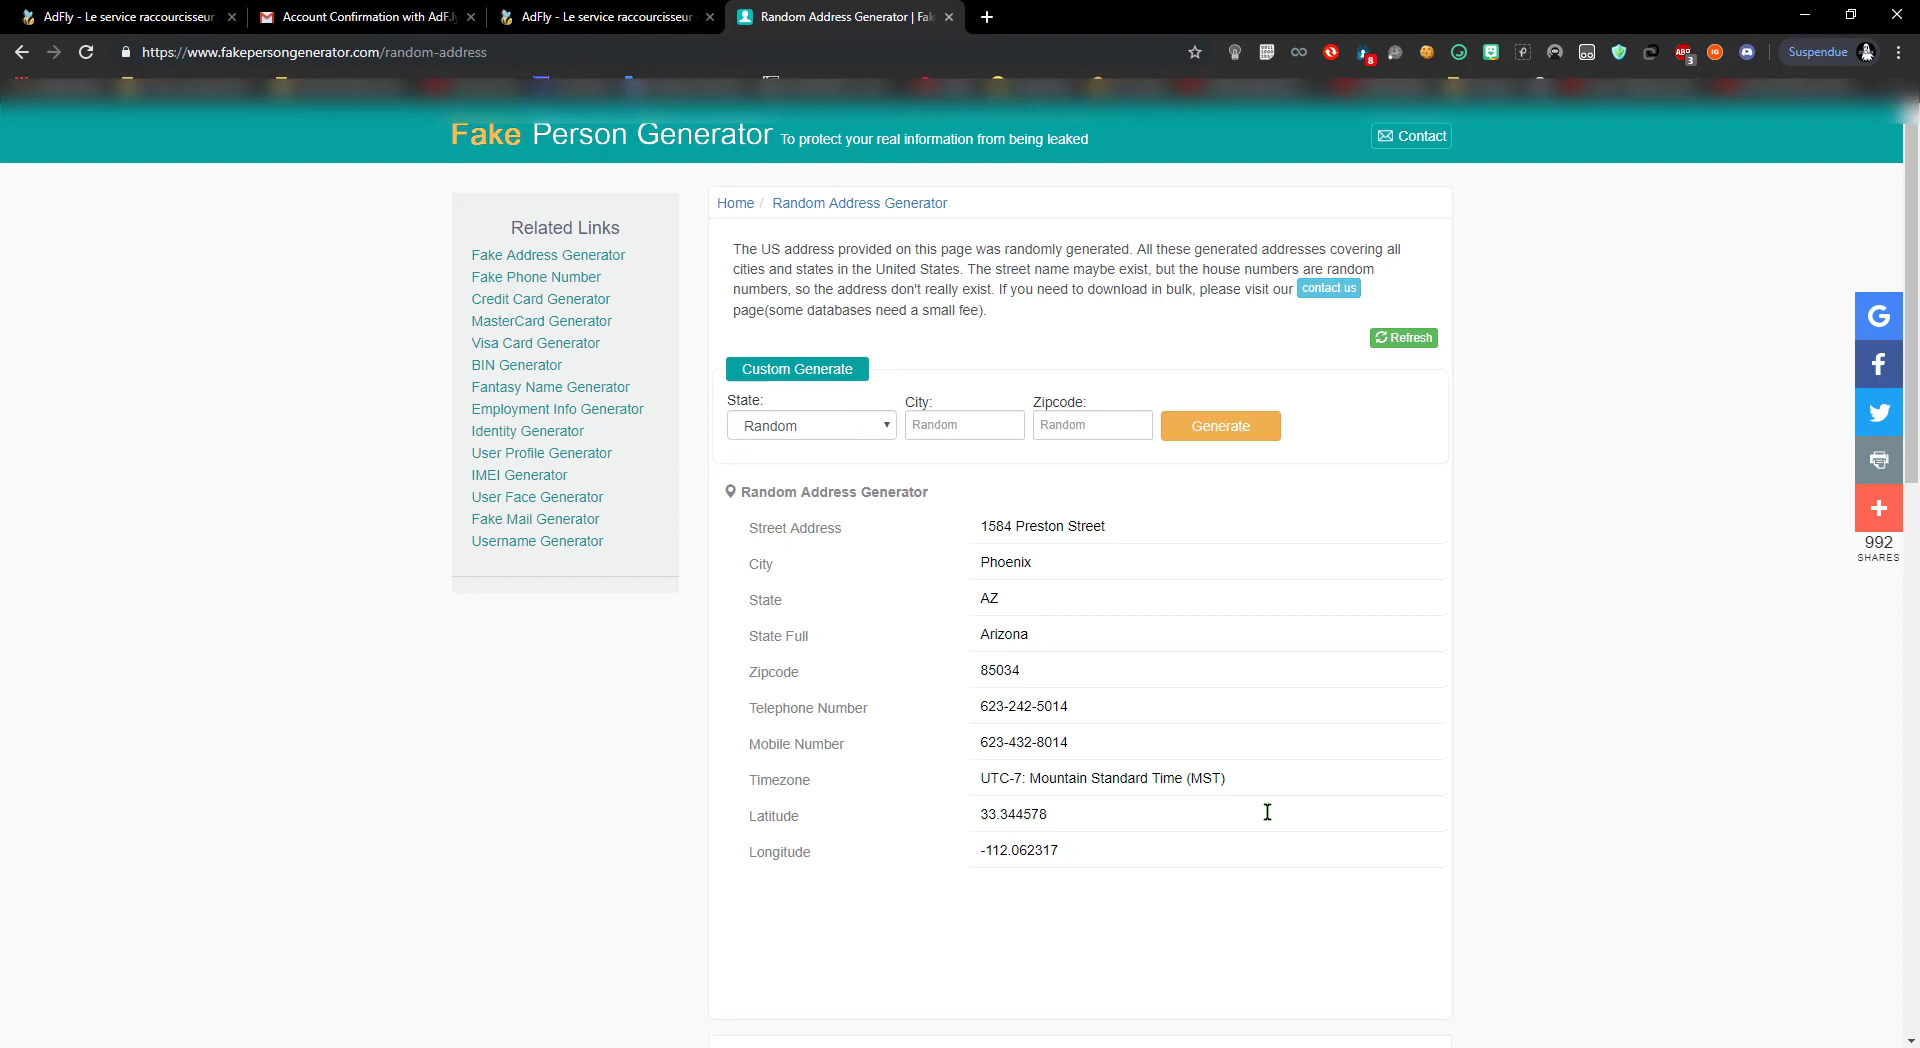 AdFly - Le service raccourcisseur
Account Confirmation with AdF.ly
AdFly - Le service raccourcisseur
Random Address Generator | Fak
https://www.fakepersongenerator.com/random-address
8
ABP
3
IG
Suspendue
Fake Person Generator To protect your real information from being leaked
Contact
Related Links
Fake Address Generator
Fake Phone Number
Credit Card Generator
MasterCard Generator
Visa Card Generator
BIN Generator
Fantasy Name Generator
Employment Info Generator
Identity Generator
User Profile Generator
IMEI Generator
User Face Generator
Fake Mail Generator
Username Generator
Home / Random Address Generator
The US address provided on this page was randomly generated. All these generated addresses covering all
cities and states in the United States. The street name maybe exist, but the house numbers are random
numbers, so the address don't really exist. If you need to download in bulk, please visit our contact us
page(some databases need a small fee).
Refresh
Custom Generate
State: City: Zipcode:
Random Random Random Generate
Random Address Generator
Street Address 1584 Preston Street
City Phoenix
State AZ
State Full Arizona
Zipcode 85034
Telephone Number 623-242-5014
Mobile Number 623-432-8014
Timezone UTC-7: Mountain Standard Time (MST)
Latitude 33.344578
Longitude -112.062317
992
SHARES